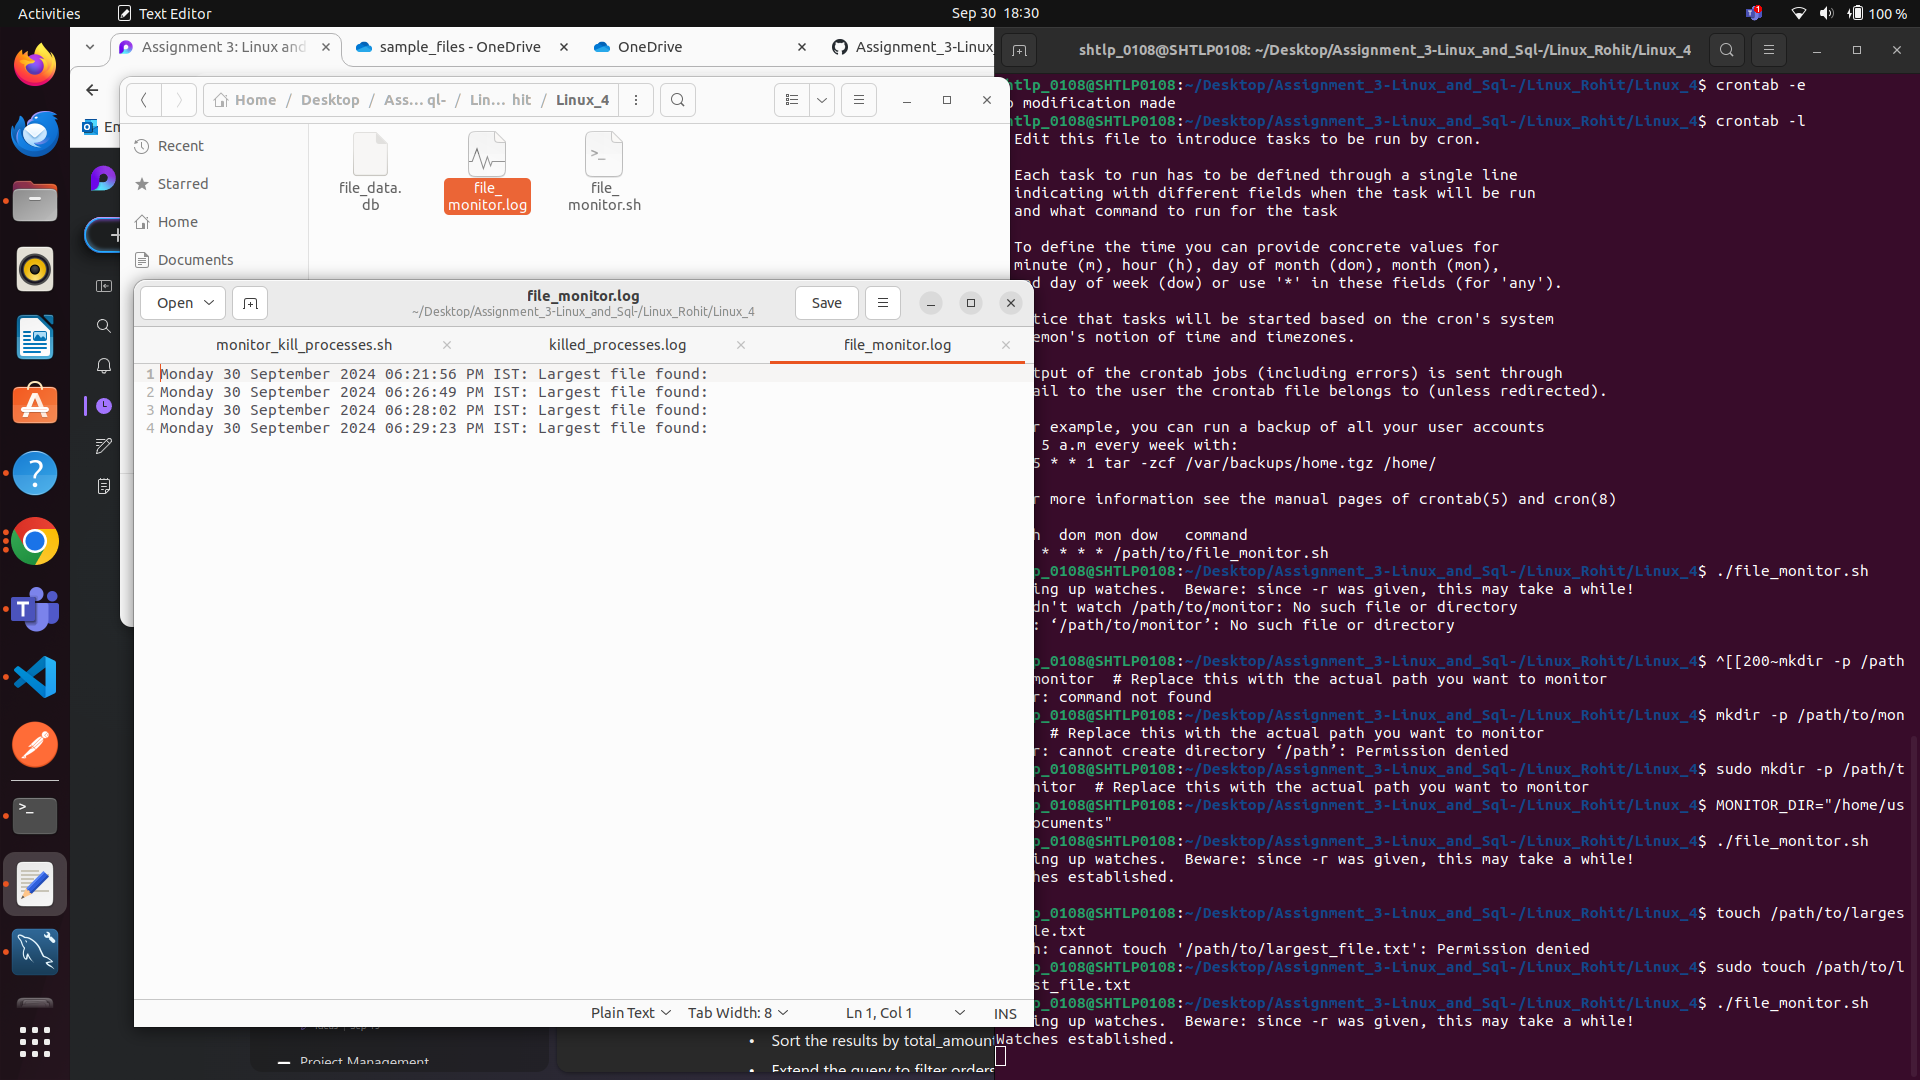 Activities
Text Editor
Sep 30 18:30
1
100 %
Assignment 3: Linux and
sample_files - OneDrive
OneDrive
Assignment_3-Linux
Home / Desktop / Ass… ql- / Lin… hit / Linux_4
Recent
Starred
Home
Documents
file_data.
db
file_
monitor.log
file_
monitor.sh
Open
file_monitor.log
~/Desktop/Assignment_3-Linux_and_Sql-/Linux_Rohit/Linux_4
Save
monitor_kill_processes.sh
killed_processes.log
file_monitor.log
1 Monday 30 September 2024 06:21:56 PM IST: Largest file found:
2 Monday 30 September 2024 06:26:49 PM IST: Largest file found:
3 Monday 30 September 2024 06:28:02 PM IST: Largest file found:
4 Monday 30 September 2024 06:29:23 PM IST: Largest file found:
Plain Text
Tab Width: 8
Ln 1, Col 1
INS
Project Management
Sort the results by total_amount
Extend the query to filter orders
shtlp_0108@SHTLP0108: ~/Desktop/Assignment_3-Linux_and_Sql-/Linux_Rohit/Linux_4
htlp_0108@SHTLP0108:~/Desktop/Assignment_3-Linux_and_Sql-/Linux_Rohit/Linux_4$ crontab -e
modification made
htlp_0108@SHTLP0108:~/Desktop/Assignment_3-Linux_and_Sql-/Linux_Rohit/Linux_4$ crontab -l
Edit this file to introduce tasks to be run by cron.
Each task to run has to be defined through a single line
indicating with different fields when the task will be run
and what command to run for the task
To define the time you can provide concrete values for
minute (m), hour (h), day of month (dom), month (mon),
d day of week (dow) or use '*' in these fields (for 'any').
tice that tasks will be started based on the cron's system
emon's notion of time and timezones.
tput of the crontab jobs (including errors) is sent through
ail to the user the crontab file belongs to (unless redirected).
r example, you can run a backup of all your user accounts
5 a.m every week with:
5 * * 1 tar -zcf /var/backups/home.tgz /home/
r more information see the manual pages of crontab(5) and cron(8)
h dom mon dow command
* * * * /path/to/file_monitor.sh
p_0108@SHTLP0108:~/Desktop/Assignment_3-Linux_and_Sql-/Linux_Rohit/Linux_4$ ./file_monitor.sh
ing up watches. Beware: since -r was given, this may take a while!
dn't watch /path/to/monitor: No such file or directory
: ‘/path/to/monitor’: No such file or directory
p_0108@SHTLP0108:~/Desktop/Assignment_3-Linux_and_Sql-/Linux_Rohit/Linux_4$ ^[[200~mkdir -p /path
monitor # Replace this with the actual path you want to monitor
r: command not found
p_0108@SHTLP0108:~/Desktop/Assignment_3-Linux_and_Sql-/Linux_Rohit/Linux_4$ mkdir -p /path/to/mon
# Replace this with the actual path you want to monitor
r: cannot create directory ‘/path’: Permission denied
p_0108@SHTLP0108:~/Desktop/Assignment_3-Linux_and_Sql-/Linux_Rohit/Linux_4$ sudo mkdir -p /path/t
nitor # Replace this with the actual path you want to monitor
p_0108@SHTLP0108:~/Desktop/Assignment_3-Linux_and_Sql-/Linux_Rohit/Linux_4$ MONITOR_DIR="/home/us
ocuments"
p_0108@SHTLP0108:~/Desktop/Assignment_3-Linux_and_Sql-/Linux_Rohit/Linux_4$ ./file_monitor.sh
ing up watches. Beware: since -r was given, this may take a while!
hes established.
p_0108@SHTLP0108:~/Desktop/Assignment_3-Linux_and_Sql-/Linux_Rohit/Linux_4$ touch /path/to/larges
le.txt
h: cannot touch '/path/to/largest_file.txt': Permission denied
p_0108@SHTLP0108:~/Desktop/Assignment_3-Linux_and_Sql-/Linux_Rohit/Linux_4$ sudo touch /path/to/l
st_file.txt
p_0108@SHTLP0108:~/Desktop/Assignment_3-Linux_and_Sql-/Linux_Rohit/Linux_4$ ./file_monitor.sh
ing up watches. Beware: since -r was given, this may take a while!
Watches established.